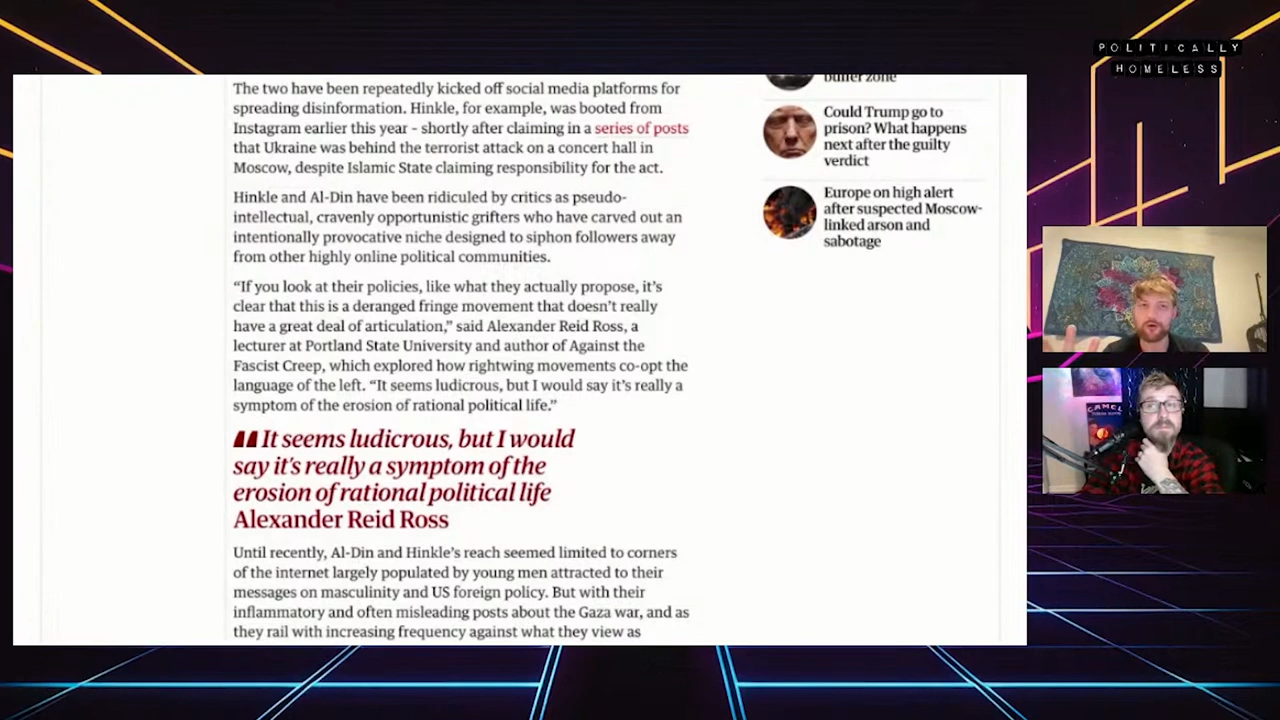 POLITICALLY
HOMELESS
The two have been repeatedly kicked off social media platforms for
spreading disinformation. Hinkle, for example, was booted from
Instagram earlier this year - shortly after claiming in a series of posts
that Ukraine was behind the terrorist attack on a concert hall in
Moscow, despite Islamic State claiming responsibility for the act.
Hinkle and Al-Din have been ridiculed by critics as pseudo-
intellectual, cravenly opportunistic grifters who have carved out an
intentionally provocative niche designed to siphon followers away
from other highly online political communities.
“If you look at their policies, like what they actually propose, it’s
clear that this is a deranged fringe movement that doesn’t really
have a great deal of articulation,” said Alexander Reid Ross, a
lecturer at Portland State University and author of Against the
Fascist Creep, which explored how rightwing movements co-opt the
language of the left. “It seems ludicrous, but I would say it’s really a
symptom of the erosion of rational political life.”
“It seems ludicrous, but I would
say it’s really a symptom of the
erosion of rational political life
Alexander Reid Ross
Until recently, Al-Din and Hinkle’s reach seemed limited to corners
of the internet largely populated by young men attracted to their
messages on masculinity and US foreign policy. But with their
inflammatory and often misleading posts about the Gaza war, and as
they rail with increasing frequency against what they view as
buffer zone
Could Trump go to
prison? What happens
next after the guilty
verdict
Europe on high alert
after suspected Moscow-
linked arson and
sabotage
CAMEL